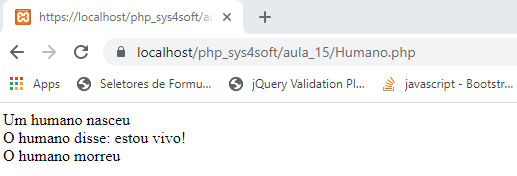 https://localhost/php_sys4soft/au
localhost/php_sys4soft/aula_15/Humano.php
Apps
Seletores de Formu...
jQuery Validation Pl...
javascript - Bootstr...
Um humano nasceu
O humano disse: estou vivo!
O humano morreu